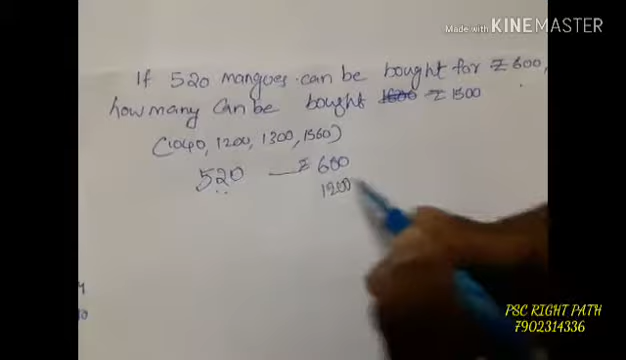 Made with KINEMASTER
If 520 mangoes can be bought for ₹ 600,
how many can be bought ₹ 1500
(1040, 1200, 1300, 1560)
520 — ₹ 600
1200
PSC RIGHT PATH
7902314336